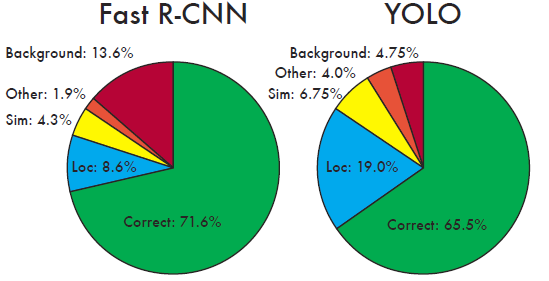 Fast R-CNN
Background: 13.6%
Other: 1.9%
Sim: 4.3%
Loc: 8.6%
Correct: 71.6%
YOLO
Background: 4.75%
Other: 4.0%
Sim: 6.75%
Loc: 19.0%
Correct: 65.5%